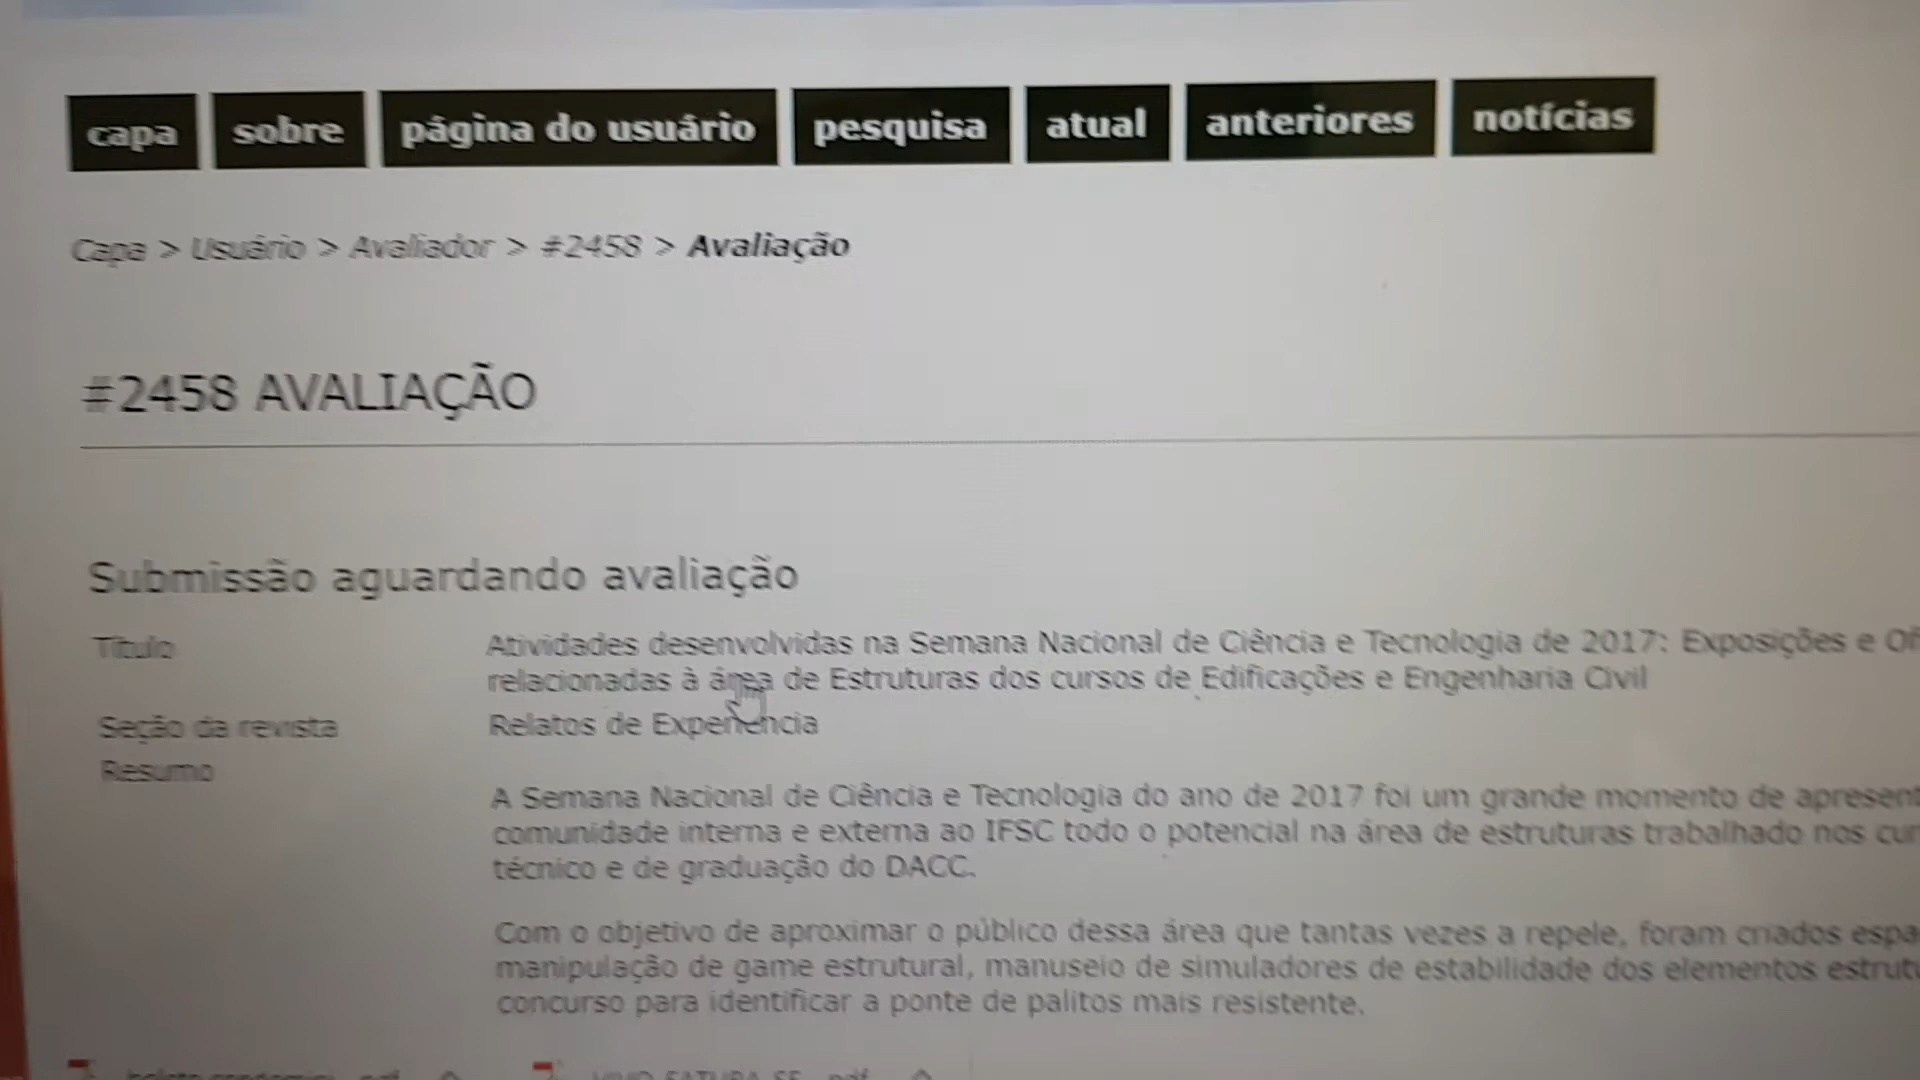 capa sobre página do usuário pesquisa atual anteriores notícias
Capa > Usuário > Avaliador > #2458 > Avaliação
#2458 AVALIAÇÃO
Submissão aguardando avaliação
Título Atividades desenvolvidas na Semana Nacional de Ciência e Tecnologia de 2017: Exposições e
relacionadas à área de Estruturas dos cursos de Edificações e Engenharia Civil
Seção da revista Relatos de Experiência
Resumo
A Semana Nacional de Ciência e Tecnologia do ano de 2017 foi um grande momento de
comunidade interna e externa ao IFSC todo o potencial na área de estruturas trabalhado nos
técnico e de graduação do DACC.
Com o objetivo de aproximar o público dessa área que tantas vezes a repele, foram criados
manipulação de game estrutural, manuseio de simuladores de estabilidade dos elementos
concurso para identificar a ponte de palitos mais resistente.